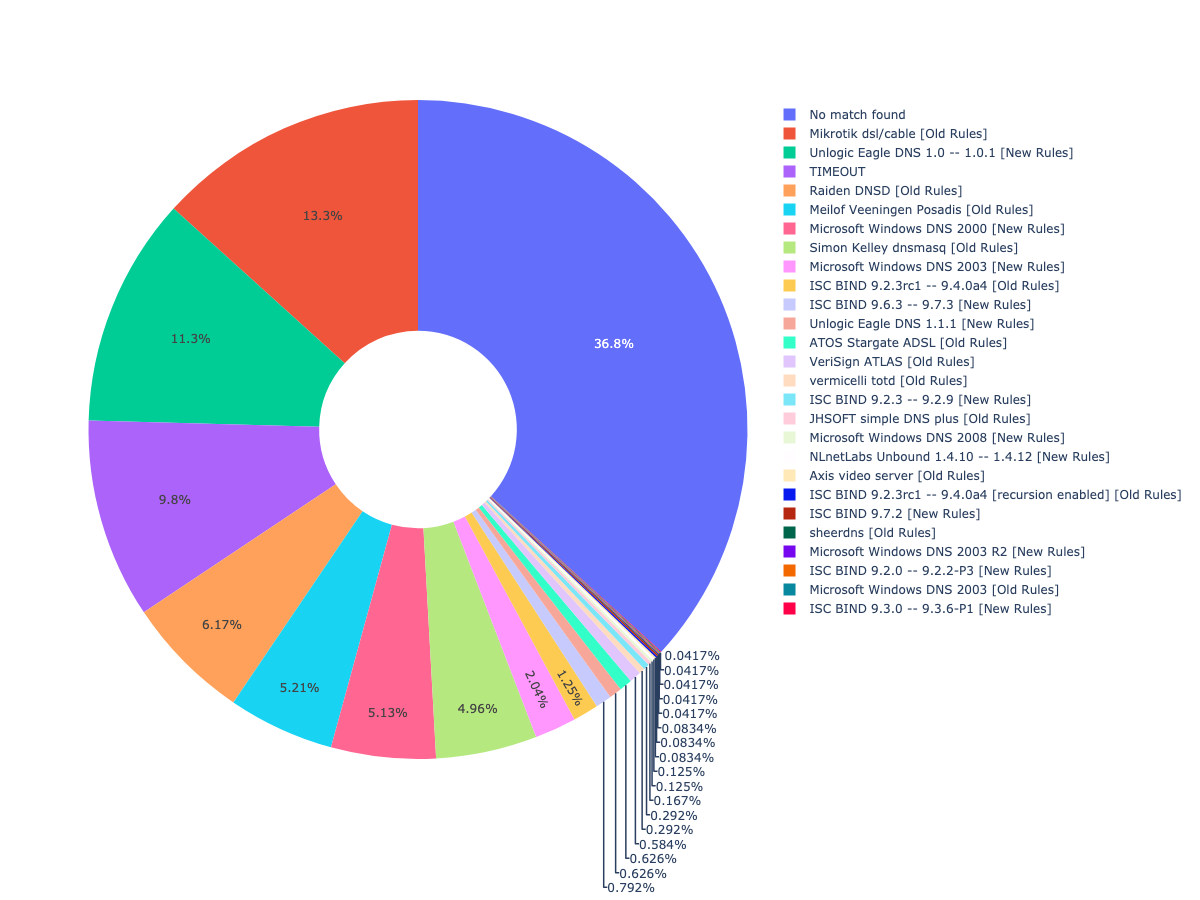 36.8%
13.3%
11.3%
9.8%
6.17%
5.21%
5.13%
4.96%
2.04%
1.25%
0.0417%
0.0417%
0.0417%
0.0417%
0.0417%
0.0834%
0.0834%
0.0834%
0.125%
0.125%
0.167%
0.292%
0.292%
0.584%
0.626%
0.626%
0.792%
No match found
Mikrotik dsl/cable [Old Rules]
Unlogic Eagle DNS 1.0 -- 1.0.1 [New Rules]
TIMEOUT
Raiden DNSD [Old Rules]
Meilof Veeningen Posadis [Old Rules]
Microsoft Windows DNS 2000 [New Rules]
Simon Kelley dnsmasq [Old Rules]
Microsoft Windows DNS 2003 [New Rules]
ISC BIND 9.2.3rc1 -- 9.4.0a4 [Old Rules]
ISC BIND 9.6.3 -- 9.7.3 [New Rules]
Unlogic Eagle DNS 1.1.1 [New Rules]
ATOS Stargate ADSL [Old Rules]
VeriSign ATLAS [Old Rules]
vermicelli totd [Old Rules]
ISC BIND 9.2.3 -- 9.2.9 [New Rules]
JHSOFT simple DNS plus [Old Rules]
Microsoft Windows DNS 2008 [New Rules]
NLnetLabs Unbound 1.4.10 -- 1.4.12 [New Rules]
Axis video server [Old Rules]
ISC BIND 9.2.3rc1 -- 9.4.0a4 [recursion enabled] [Old Rules]
ISC BIND 9.7.2 [New Rules]
sheerdns [Old Rules]
Microsoft Windows DNS 2003 R2 [New Rules]
ISC BIND 9.2.0 -- 9.2.2-P3 [New Rules]
Microsoft Windows DNS 2003 [Old Rules]
ISC BIND 9.3.0 -- 9.3.6-P1 [New Rules]